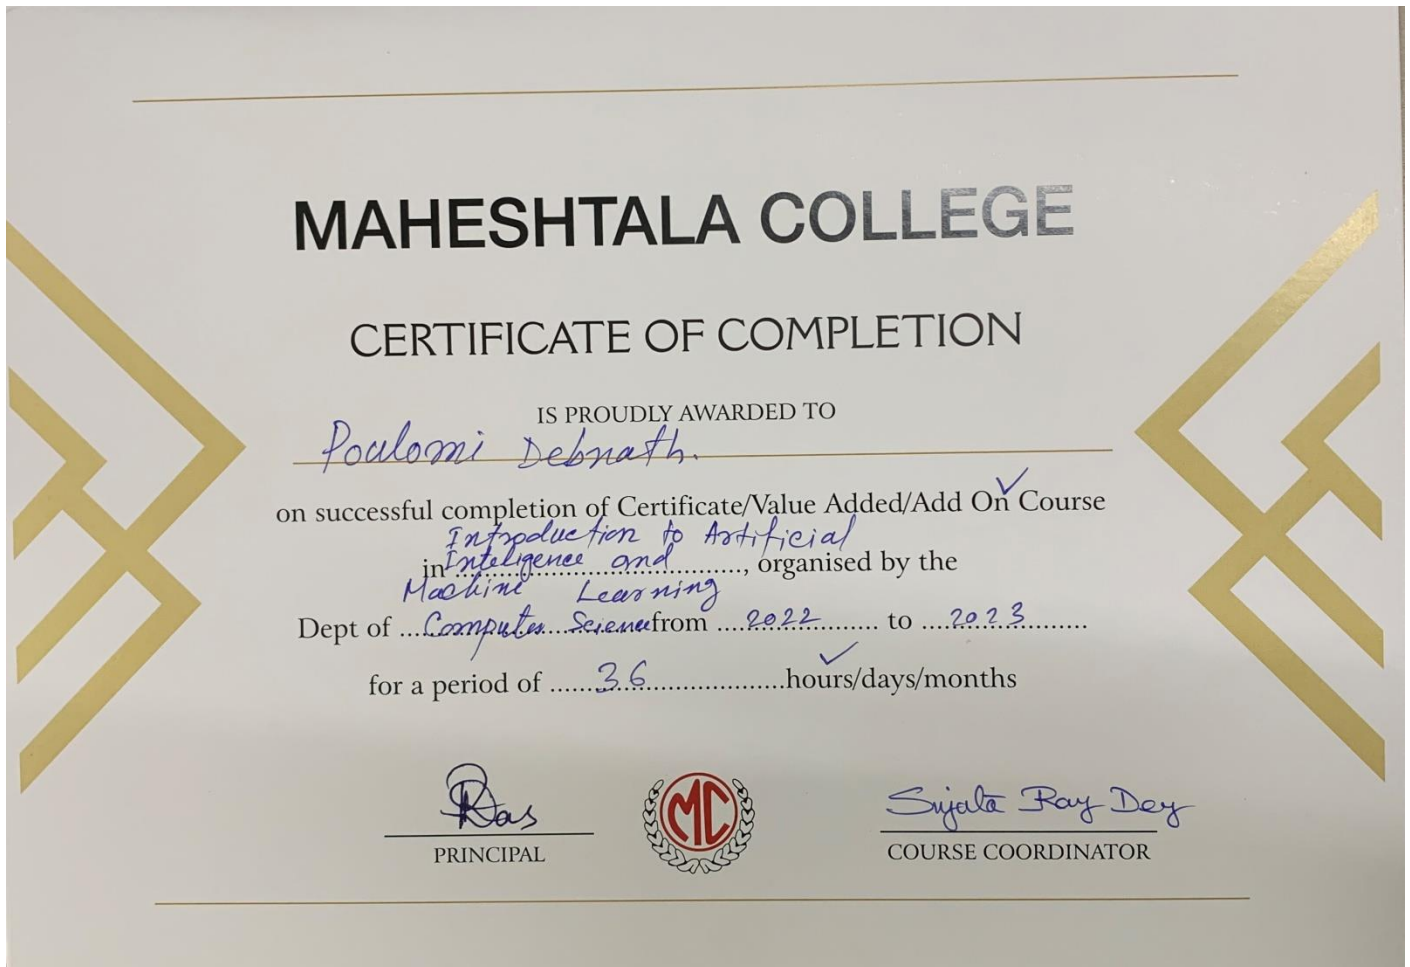 MAHESHTALA COLLEGE
CERTIFICATE OF COMPLETION
IS PROUDLY AWARDED TO
Poulomi Debnath.
on successful completion of Certificate/Value Added/Add On Course
Introduction to Artificial
in Inteligence and ........., organised by the
Machine Learning
Dept of ...Computer Science from ....2022........... to ....2023...........
for a period of .......36..........................hours/days/months
Das
MC
Sujata Ray Dey
PRINCIPAL
COURSE COORDINATOR